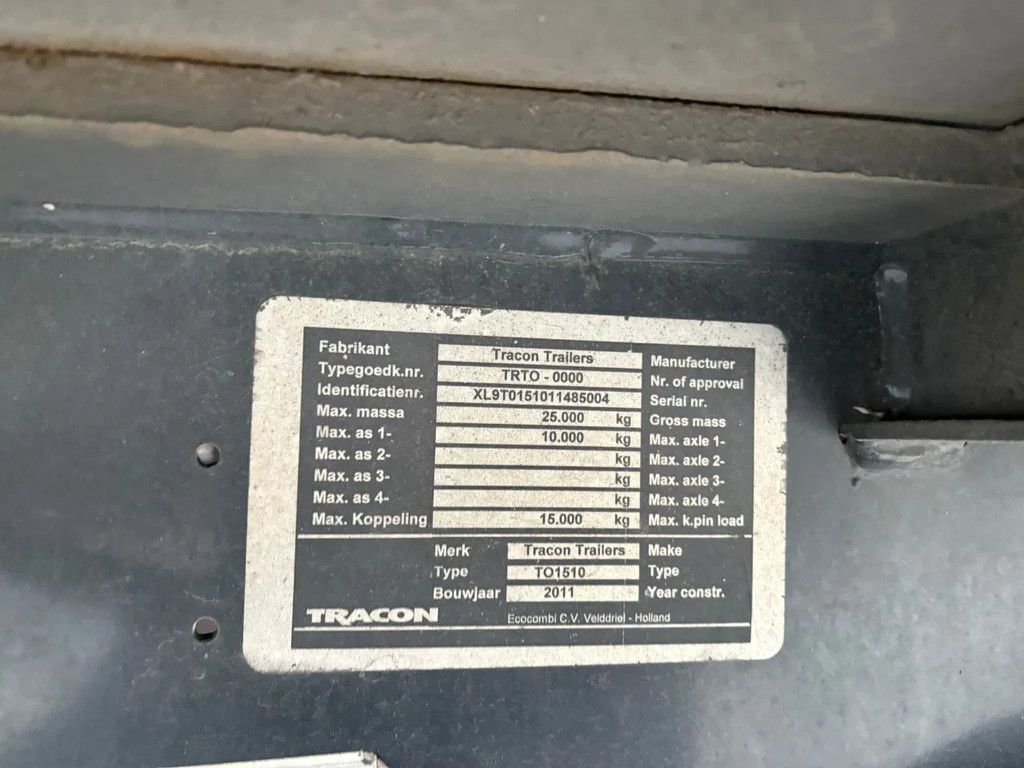 Fabrikant Tracon Trailers Manufacturer
Typegoedk.nr. TRTO - 0000 Nr. of approval
Identificatienr. XL9T0151011485004 Serial nr.
Max. massa 25.000 kg Gross mass
Max. as 1- 10.000 kg Max. axle 1-
Max. as 2- kg Max. axle 2-
Max. as 3- kg Max. axle 3-
Max. as 4- kg Max. axle 4-
Max. Koppeling 15.000 kg Max. k.pin load
Merk Tracon Trailers Make
Type TO1510 Type
Bouwjaar 2011 Year constr.
TRACON Ecocombi C.V. Velddriel - Holland